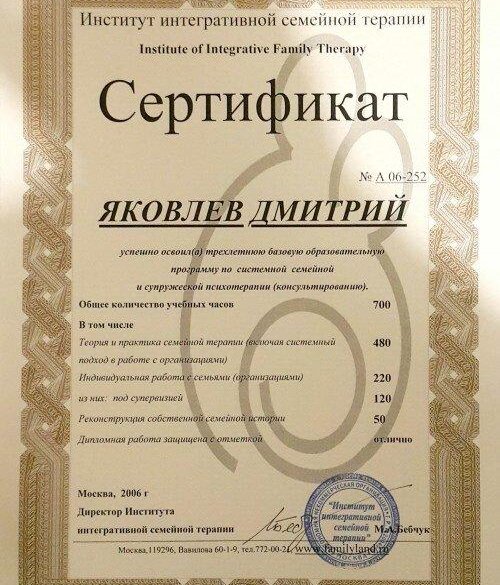 Институт интегративной семейной терапии
Institute of Integrative Family Therapy
Сертификат
№ А 06-252
ЯКОВЛЕВ ДМИТРИЙ
успешно освоил(а) трехлетнюю базовую образовательную
программу по системной семейной
и супружеской психотерапии (консультированию).
Общее количество учебных часов 700
В том числе
Теория и практика семейной терапии (включая системный 480
подход в работе с организациями)
Индивидуальная работа с семьями (организациями) 220
из них: под супервизией 120
Реконструкция собственной семейной истории 50
Дипломная работа защищена с отметкой отлично
Москва, 2006 г
Директор Института
интегративной семейной терапии М.А.Бебчук
"Институт
интегративной
семейной
терапии"
МОСКВА
Москва,119296, Вавилова 60-1-9, тел.772-00-2 www.familyland.ru